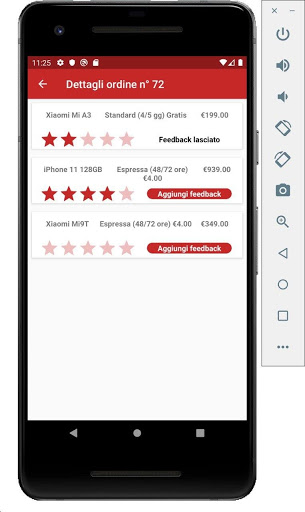 11:25
Dettagli ordine n° 72
Xiaomi Mi A3 Standard (4/5 gg) Gratis €199.00
Feedback lasciato
iPhone 11 128GB Espressa (48/72 ore) €939.00
€4.00
Aggiungi feedback
Xiaomi Mi9T Espressa (48/72 ore) €4.00 €349.00
Aggiungi feedback